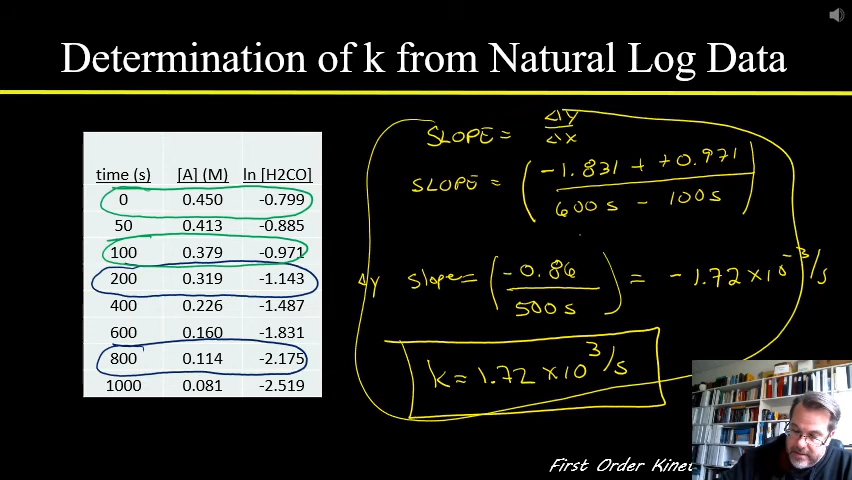 Determination of k from Natural Log Data
time (s) [A] (M) ln [H2CO]
0 0.450 -0.799
50 0.413 -0.885
100 0.379 -0.971
200 0.319 -1.143
400 0.226 -1.487
600 0.160 -1.831
800 0.114 -2.175
1000 0.081 -2.519
SLOPE = ΔY
ΔX
SLOPE = ( -1.831 + +0.971 )
600 s - 100 s
ΔY
slope = ( -0.86 ) = -1.72 x 10⁻³/s
500 s
k = 1.72 x 10³/s
First Order Kinet